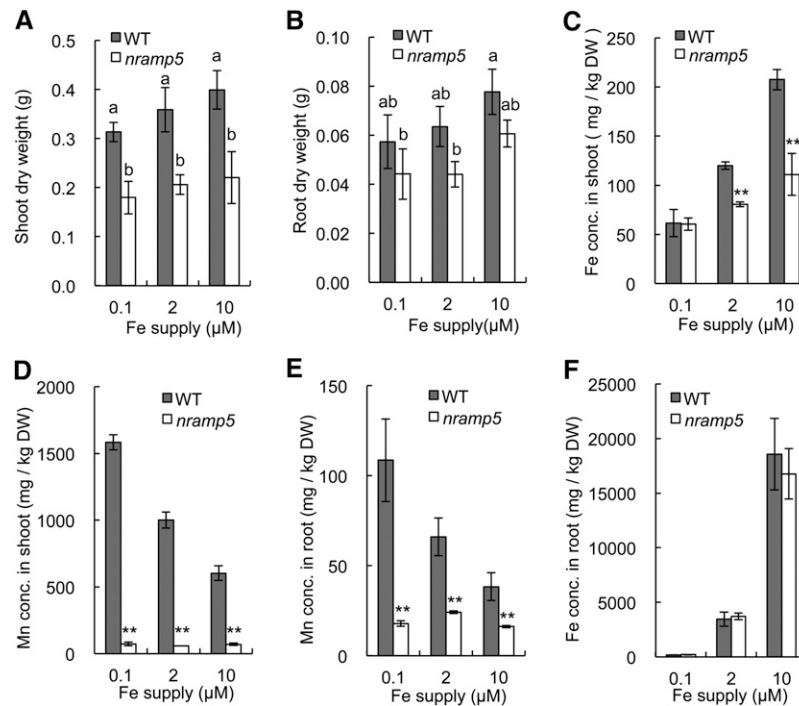 A
WT
nramp5
Shoot dry weight (g)
0.5
0.4
0.3
0.2
0.1
0.0
a
b
a
b
a
b
0.1 2 10
Fe supply (µM)
B
WT
nramp5
Root dry weight (g)
0.10
0.08
0.06
0.04
0.02
0.00
ab
b
ab
b
a
ab
0.1 2 10
Fe supply(µM)
C
WT
nramp5
Fe conc. in shoot ( mg / kg DW)
250
200
150
100
50
0
**
**
0.1 2 10
Fe supply (µM)
D
WT
nramp5
Mn conc. in shoot (mg / kg DW)
2000
1500
1000
500
0
**
**
**
0.1 2 10
Fe supply (µM)
E
WT
nramp5
Mn conc. in root (mg / kg DW)
150
100
50
0
**
**
**
0.1 2 10
Fe supply (µM)
F
WT
nramp5
Fe conc. in root (mg / kg DW)
25000
20000
15000
10000
5000
0
0.1 2 10
Fe supply (µM)